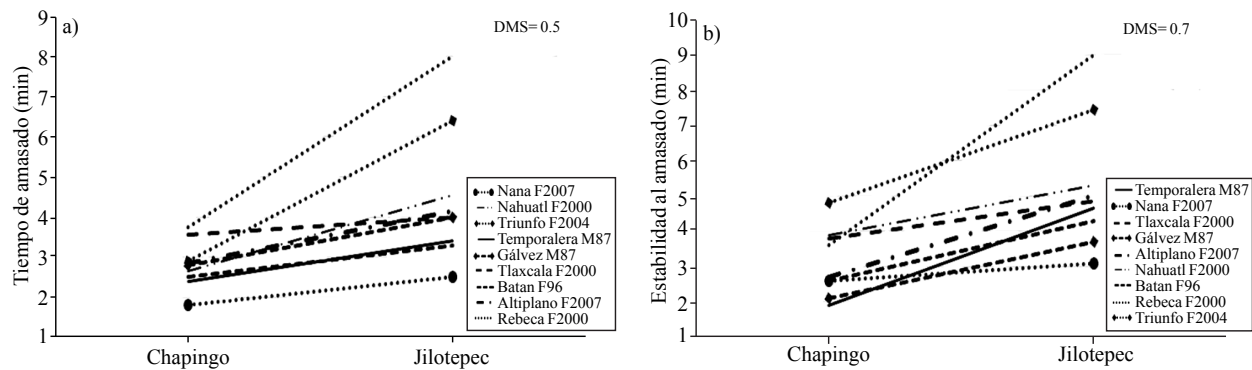 a)
DMS= 0.5
Tiempo de amasado (min)
9
8
7
6
5
4
3
2
1
Chapingo
Jilotepec
Nana F2007
Nahuatl F2000
Triunfo F2004
Temporalera M87
Gálvez M87
Tlaxcala F2000
Batan F96
Altiplano F2007
Rebeca F2000
b)
DMS= 0.7
Estabilidad al amasado (min)
10
9
8
7
6
5
4
3
2
1
Chapingo
Jilotepec
Temporalera M87
Nana F2007
Tlaxcala F2000
Gálvez M87
Altiplano F2007
Nahuatl F2000
Batan F96
Rebeca F2000
Triunfo F2004